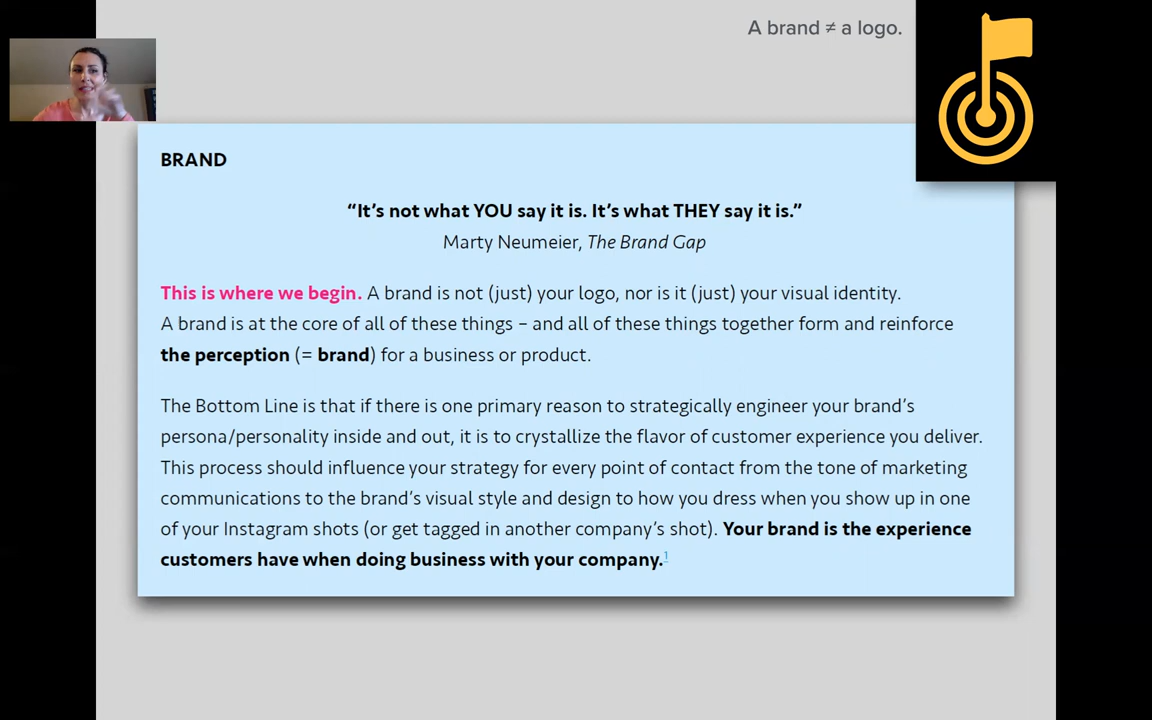 A brand ≠ a logo.
BRAND
“It’s not what YOU say it is. It’s what THEY say it is.”
Marty Neumeier, The Brand Gap
This is where we begin. A brand is not (just) your logo, nor is it (just) your visual identity.
A brand is at the core of all of these things – and all of these things together form and reinforce
the perception (= brand) for a business or product.
The Bottom Line is that if there is one primary reason to strategically engineer your brand’s
persona/personality inside and out, it is to crystallize the flavor of customer experience you deliver.
This process should influence your strategy for every point of contact from the tone of marketing
communications to the brand’s visual style and design to how you dress when you show up in one
of your Instagram shots (or get tagged in another company’s shot). Your brand is the experience
customers have when doing business with your company.1